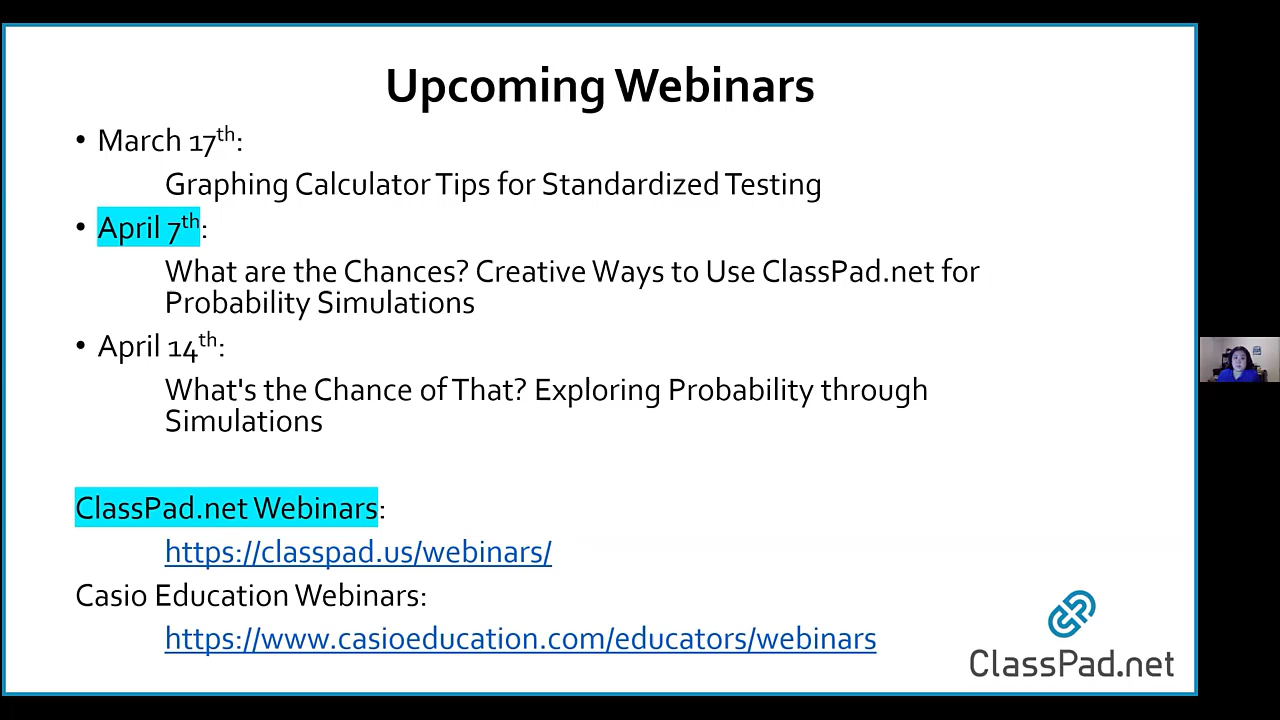 Upcoming Webinars
• March 17th:
Graphing Calculator Tips for Standardized Testing
• April 7th:
What are the Chances? Creative Ways to Use ClassPad.net for
Probability Simulations
• April 14th:
What's the Chance of That? Exploring Probability through
Simulations
ClassPad.net Webinars:
https://classpad.us/webinars/
Casio Education Webinars:
https://www.casioeducation.com/educators/webinars
ClassPad.net